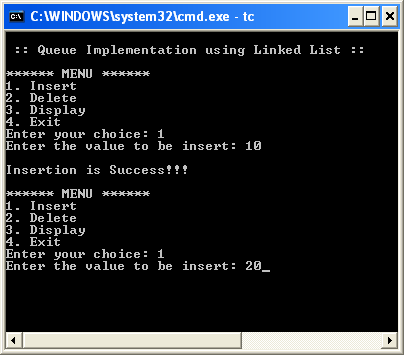 C:\WINDOWS\system32\cmd.exe - tc
:: Queue Implementation using Linked List ::
****** MENU ******
1. Insert
2. Delete
3. Display
4. Exit
Enter your choice: 1
Enter the value to be insert: 10
Insertion is Success!!!
****** MENU ******
1. Insert
2. Delete
3. Display
4. Exit
Enter your choice: 1
Enter the value to be insert: 20_